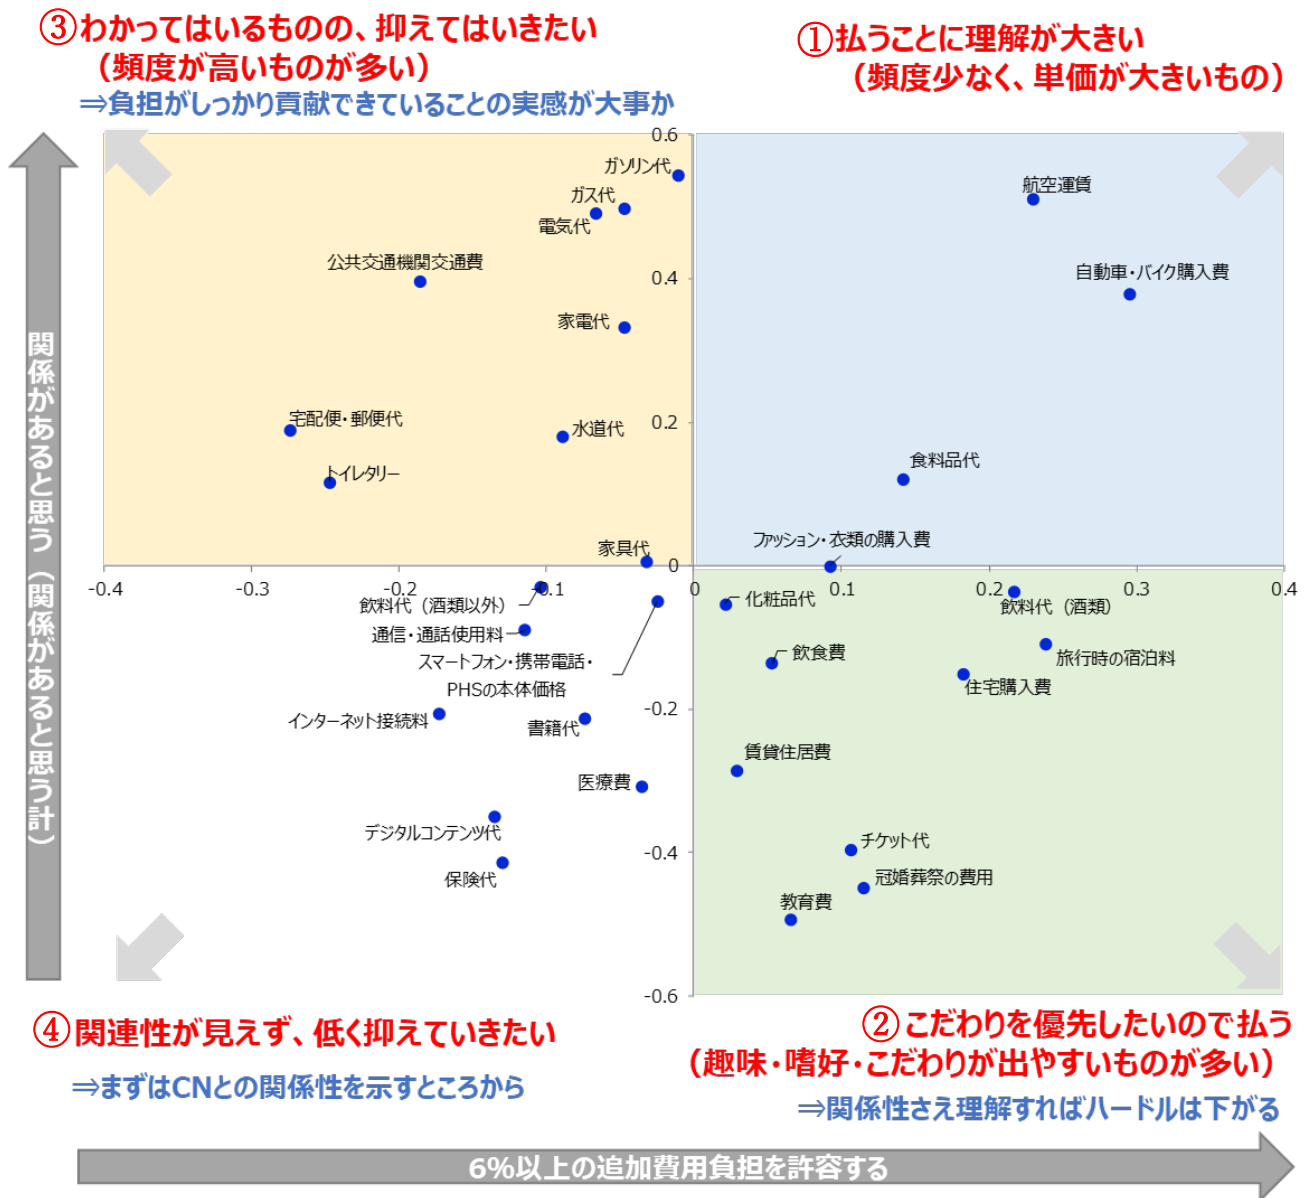 ③わかってはいるものの、抑えてはいきたい
（頻度が高いものが多い）
⇒負担がしっかり貢献できていることの実感が大事か
①払うことに理解が大きい
（頻度少なく、単価が大きいもの）
関係があると思う（関係があると思う計）
0.6
ガソリン代
ガス代
電気代
航空運賃
公共交通機関交通費
自動車・バイク購入費
0.4
家電代
宅配便・郵便代
水道代
0.2
トイレタリー
食料品代
家具代
ファッション・衣類の購入費
0
-0.4
-0.3
-0.2
-0.1
0
0.1
0.2
0.3
0.4
飲料代（酒類以外）
化粧品代
飲料代（酒類）
通信・通話使用料
スマートフォン・携帯電話・
PHSの本体価格
飲食費
旅行時の宿泊料
住宅購入費
-0.2
インターネット接続料
書籍代
賃貸住居費
医療費
デジタルコンテンツ代
チケット代
-0.4
保険代
冠婚葬祭の費用
教育費
-0.6
④関連性が見えず、低く抑えていきたい
⇒まずはCNとの関係性を示すところから
②こだわりを優先したいので払う
（趣味・嗜好・こだわりが出やすいものが多い）
⇒関係性さえ理解すればハードルは下がる
6%以上の追加費用負担を許容する